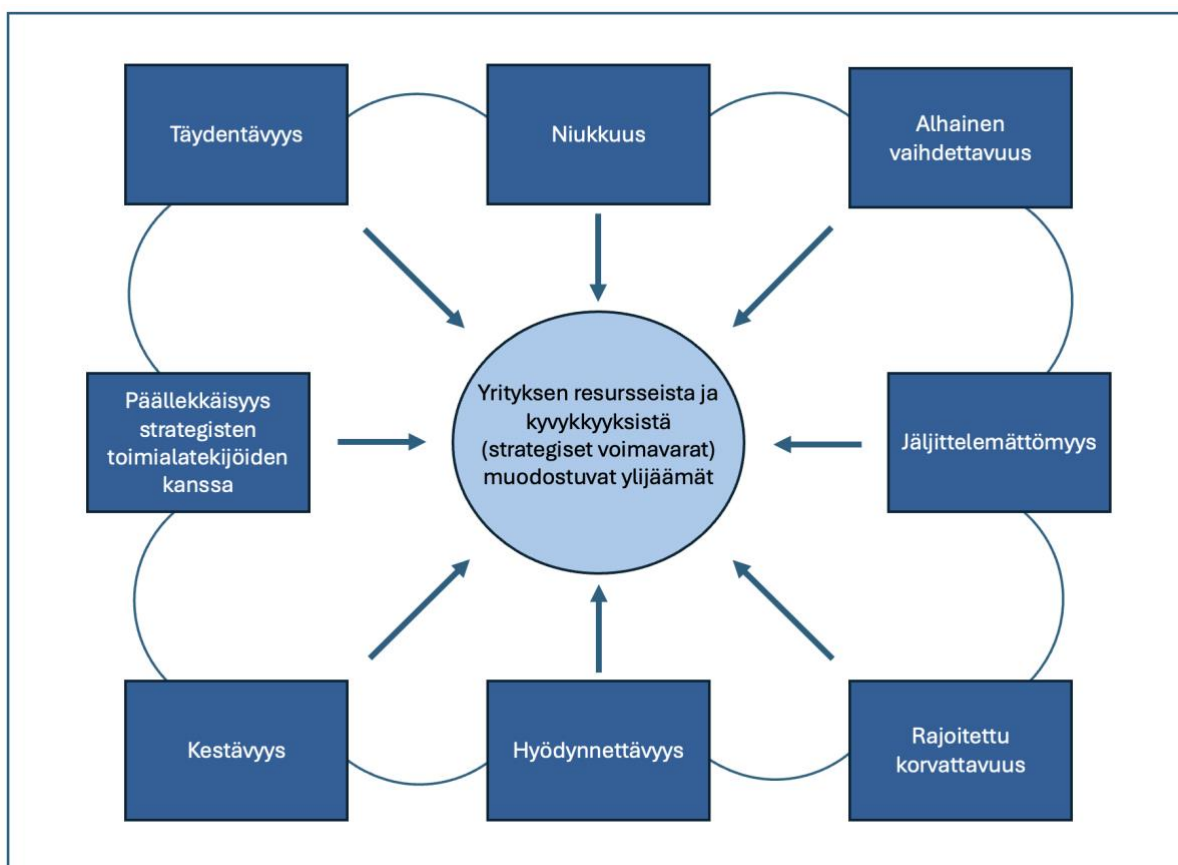 Täydentävyys
Niukkuus
Alhainen
vaihdettavuus
Päällekkäisyys
strategisten
toimialatekijöiden
kanssa
Yrityksen resursseista ja
kyvykkyyksistä
(strategiset voimavarat)
muodostuvat ylijäämät
Jäljittelemättömyys
Kestävyys
Hyödynnettävyys
Rajoitettu
korvattavuus